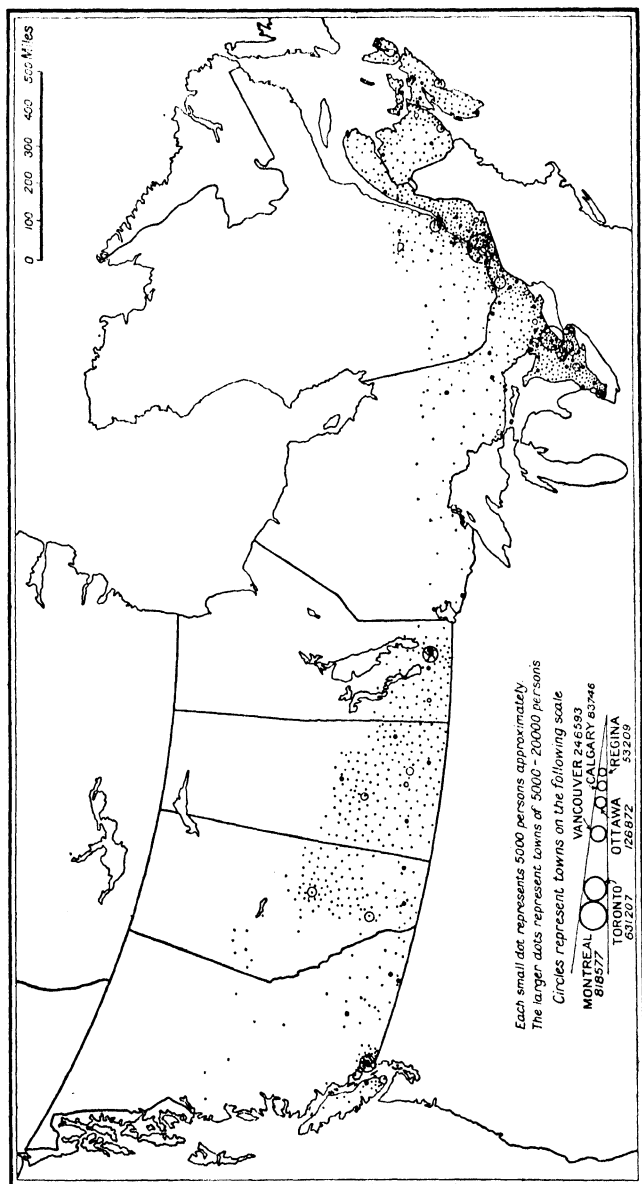 0 100 200 300 400 500 Miles
Each small dot represents 5000 persons approximately.
The larger dots represent towns of 5000 - 20000 persons
Circles represent towns on the following scale
VANCOUVER 246593
MONTREAL CALGARY 83746
818577
TORONTO OTTAWA REGINA
631207 126872 53209